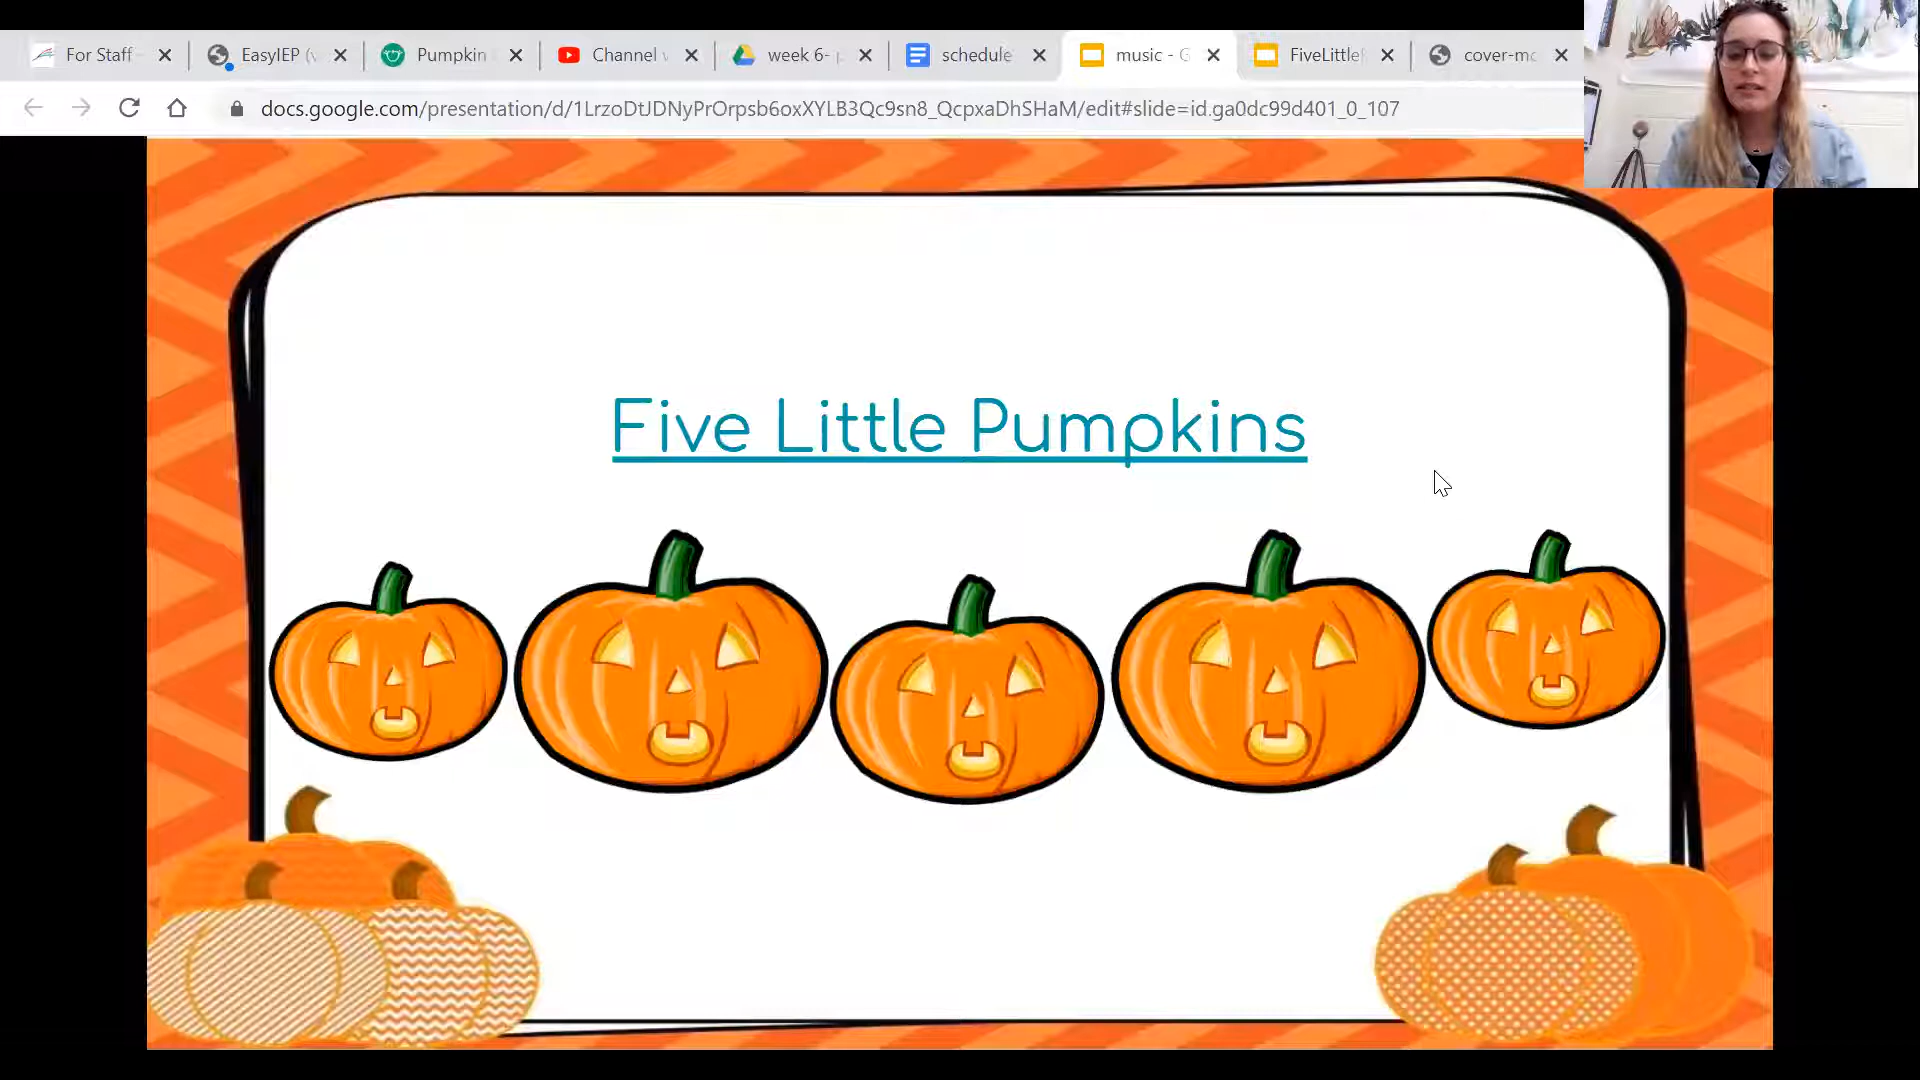 For Staff -
EasyIEP (v
Pumpkin
Channel v
week 6- p
schedule
music - G
FiveLittle
cover-mo
docs.google.com/presentation/d/1LrzoDtJDNyPrOrpsb6oxXYLB3Qc9sn8_QcpxaDhSHaM/edit#slide=id.ga0dc99d401_0_107
Five Little Pumpkins